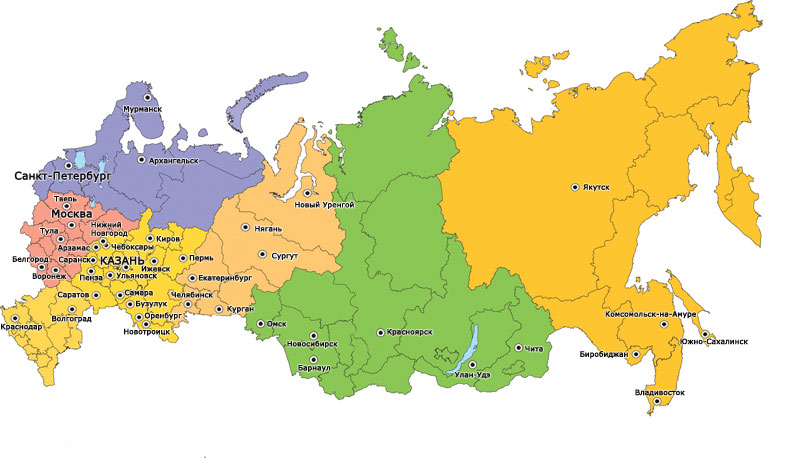 Мурманск
Архангельск
Санкт-Петербург
Якутск
Тверь
Новый Уренгой
Москва
Нижний
Новгород
Тула
Нягань
Киров
Чебоксары
Арзамас
Сургут
Белгород
Саранск
КАЗАНЬ
Пермь
Воронеж
Ижевск
Пенза
Ульяновск
Екатеринбург
Саратов
Самара
Челябинск
Бузулук
Курган
Комсомольск-на-Амуре
Волгоград
Оренбург
Краснодар
Новотроицк
Омск
Красноярск
Новосибирск
Южно-Сахалинск
Чита
Биробиджан
Барнаул
Улан-Удэ
Владивосток